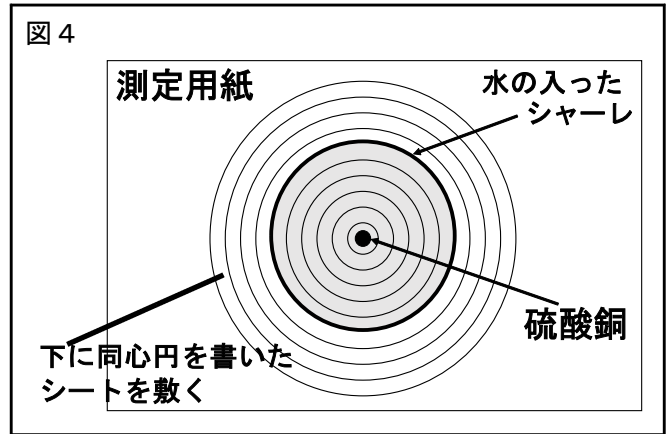 図４
測定用紙
水の入った
シャーレ
硫酸銅
下に同心円を書いた
シートを敷く